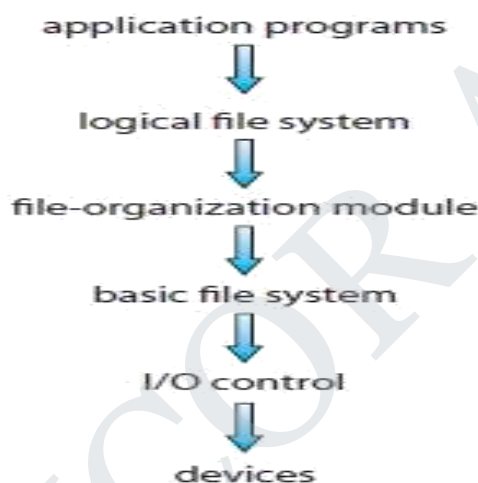 application programs
logical file system
file-organization module
basic file system
I/O control
devices